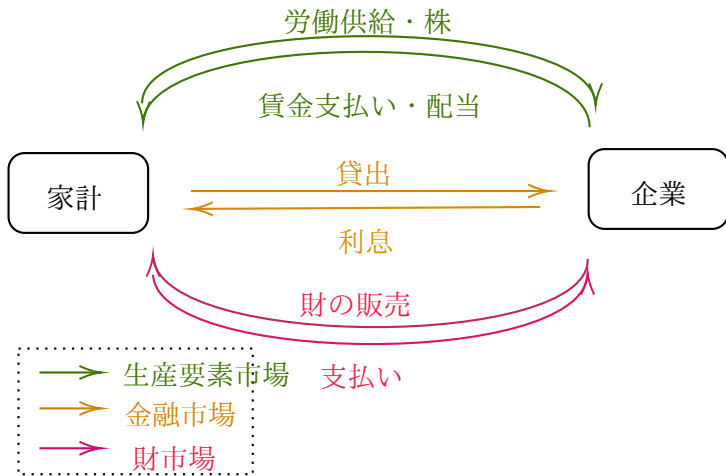 労働供給・株
賃金支払い・配当
家計
貸出
企業
利息
財の販売
支払い
生産要素市場
金融市場
財市場